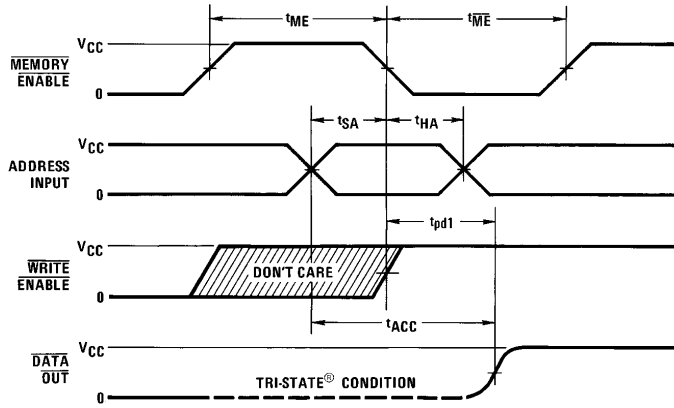 tME
tME
VCC
MEMORY
ENABLE
0
tSA
tHA
VCC
ADDRESS
INPUT
0
tpd1
VCC
WRITE
ENABLE
DON'T CARE
0
tACC
VCC
DATA
OUT
TRI-STATE® CONDITION
0